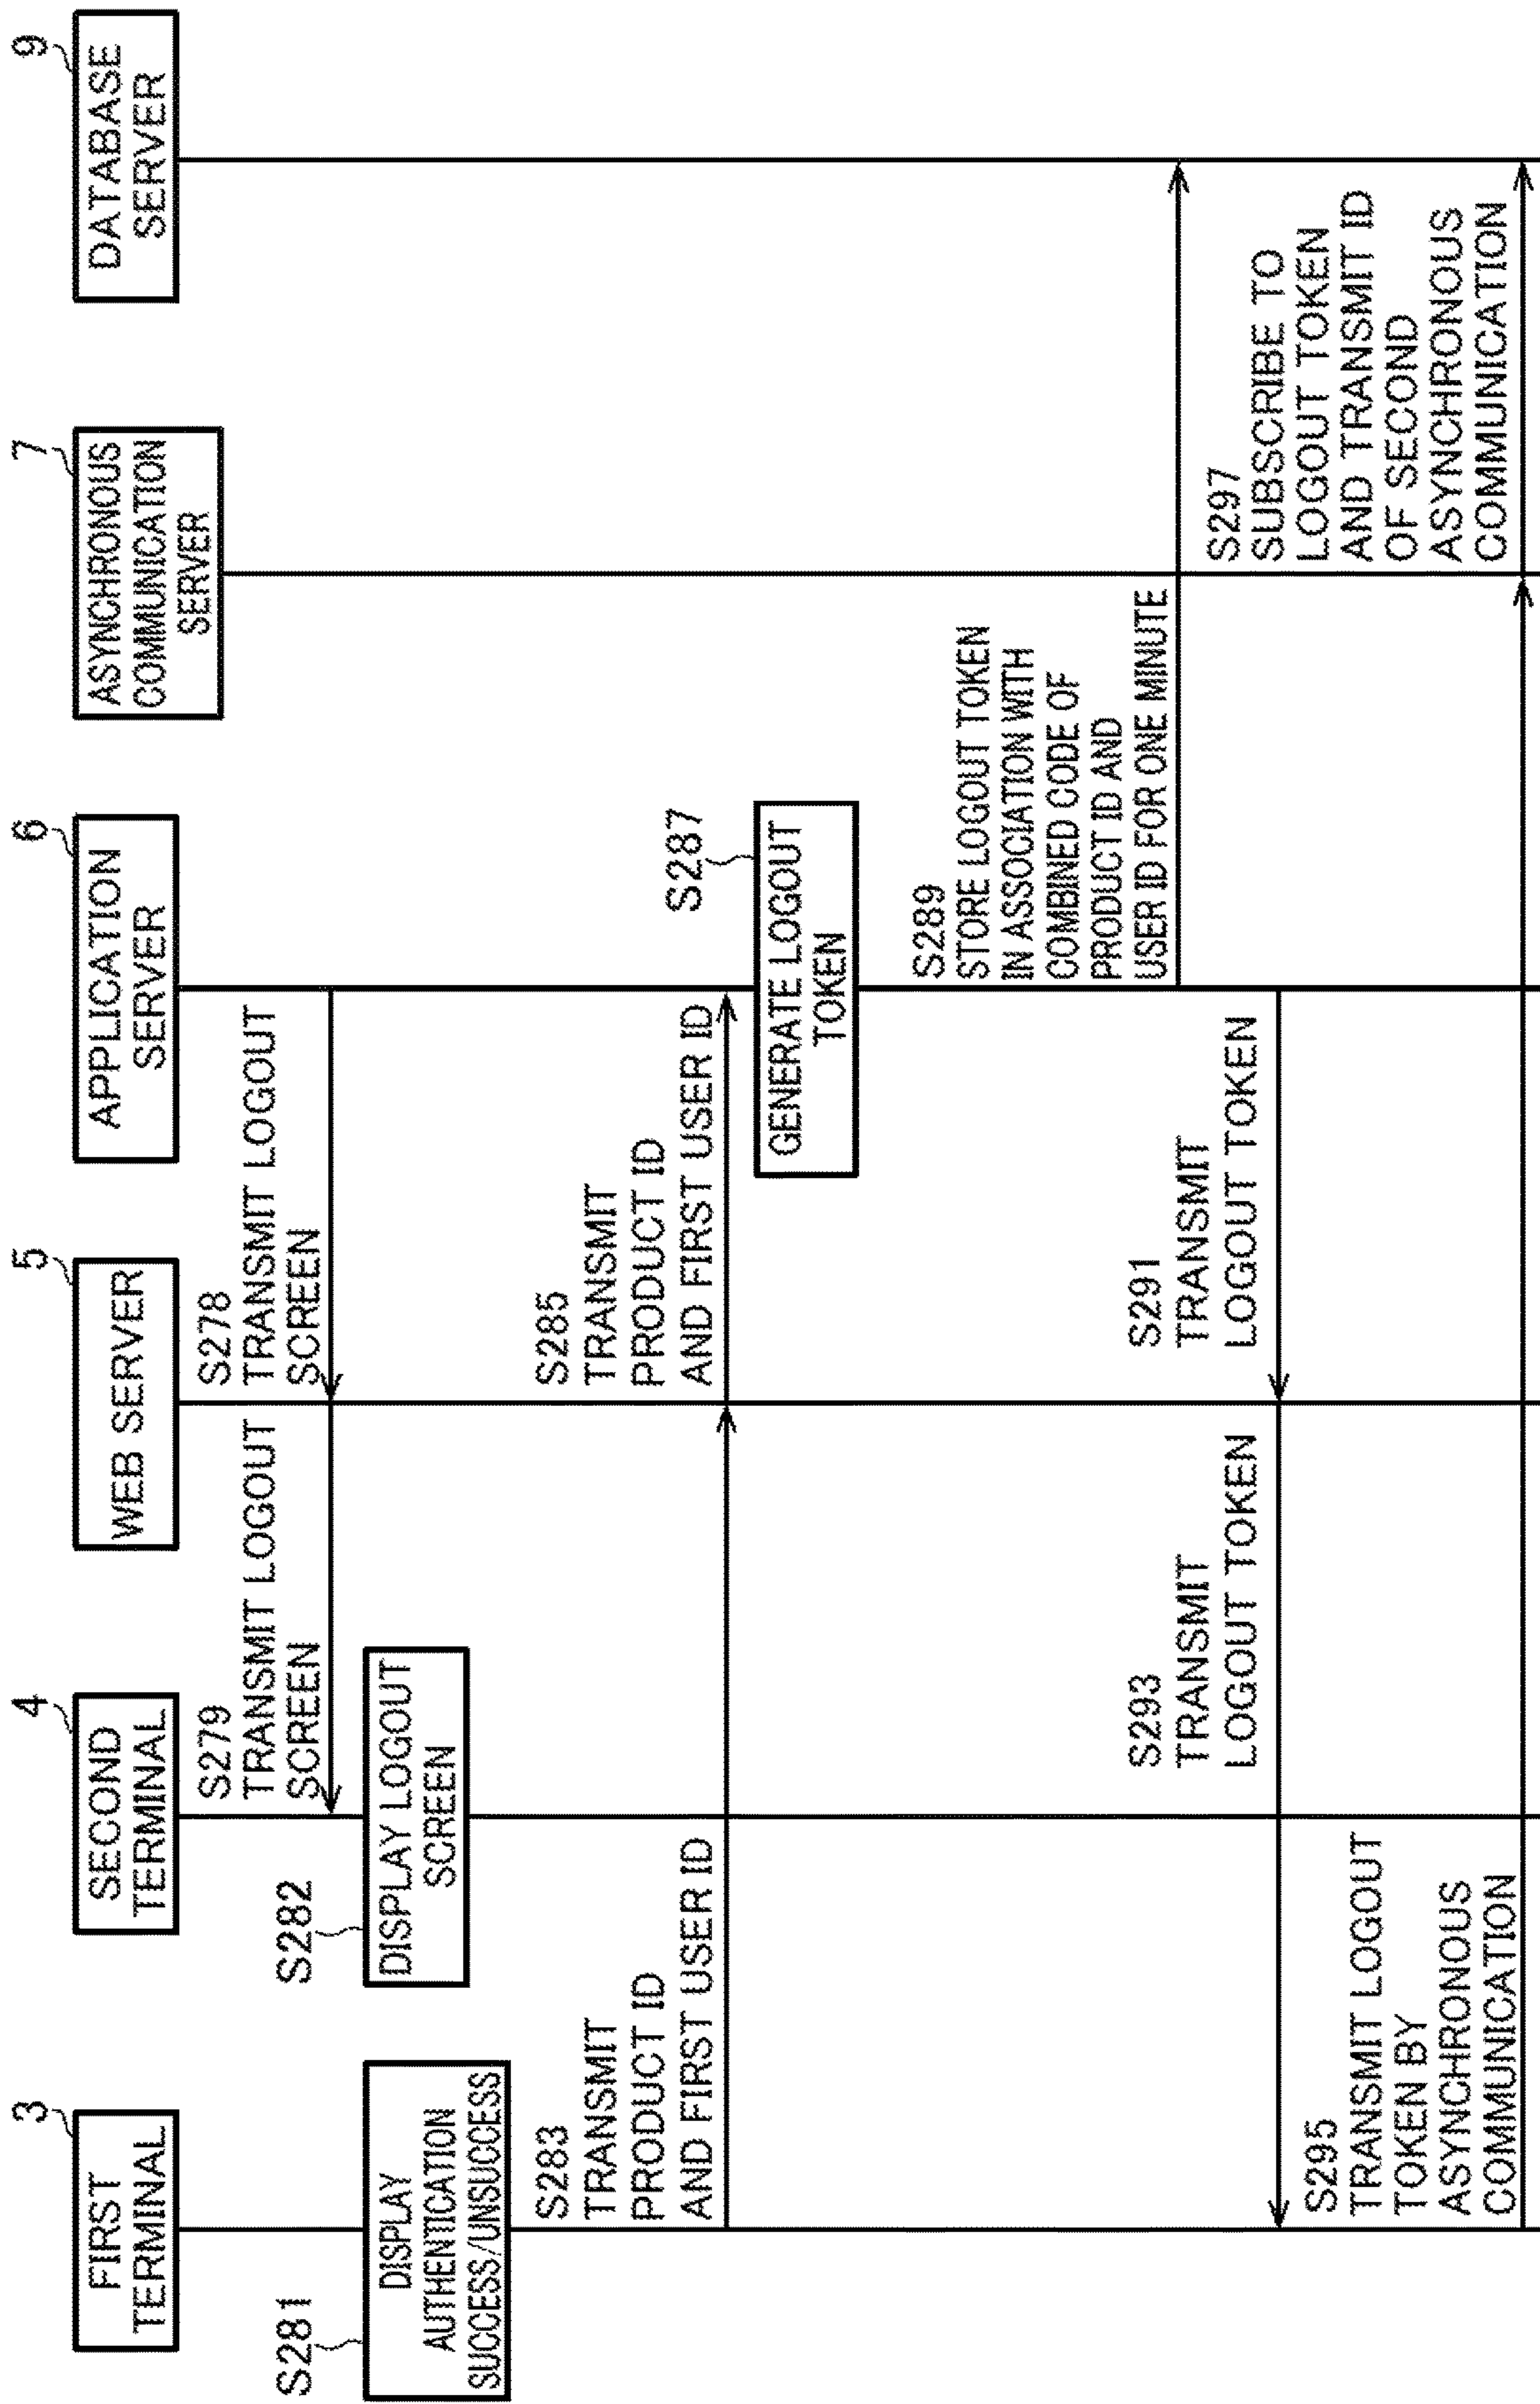 3
FIRST
TERMINAL
4
SECOND
TERMINAL
5
WEB SERVER
6
APPLICATION
SERVER
7
ASYNCHRONOUS
COMMUNICATION
SERVER
9
DATABASE
SERVER
S279
TRANSMIT LOGOUT
SCREEN
S278
TRANSMIT LOGOUT
SCREEN
S281
DISPLAY
AUTHENTICATION
SUCCESS/UNSUCCESS
S282
DISPLAY LOGOUT
SCREEN
S283
TRANSMIT
PRODUCT ID
AND FIRST USER ID
S285
TRANSMIT
PRODUCT ID
AND FIRST USER ID
S287
GENERATE LOGOUT
TOKEN
S289
STORE LOGOUT TOKEN
IN ASSOCIATION WITH
COMBINED CODE OF
PRODUCT ID AND
USER ID FOR ONE MINUTE
S293
TRANSMIT
LOGOUT TOKEN
S291
TRANSMIT
LOGOUT TOKEN
S295
TRANSMIT LOGOUT
TOKEN BY
ASYNCHRONOUS
COMMUNICATION
S297
SUBSCRIBE TO
LOGOUT TOKEN
AND TRANSMIT ID
OF SECOND
ASYNCHRONOUS
COMMUNICATION